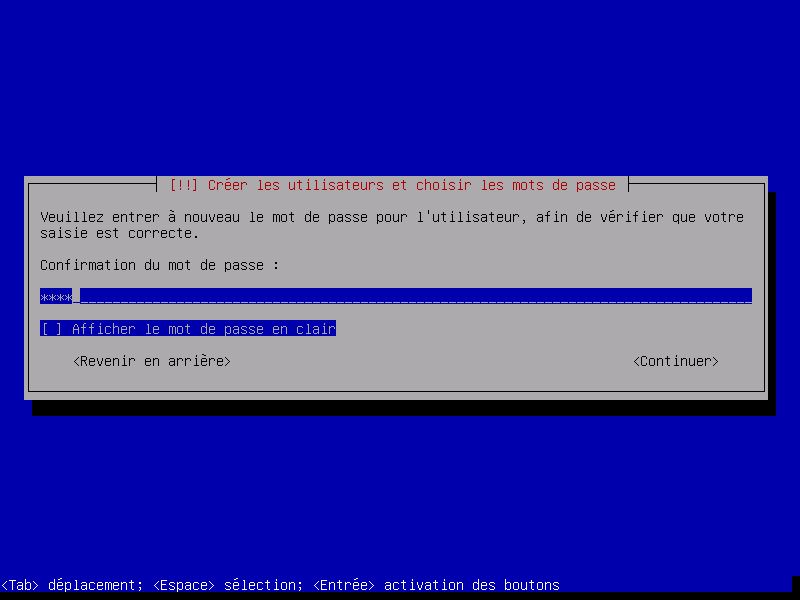 [!!] Créer les utilisateurs et choisir les mots de passe
Veuillez entrer à nouveau le mot de passe pour l'utilisateur, afin de vérifier que votre
saisie est correcte.
Confirmation du mot de passe :
****
[ ] Afficher le mot de passe en clair
<Revenir en arrière> <Continuer>
<Tab> déplacement; <Espace> sélection; <Entrée> activation des boutons